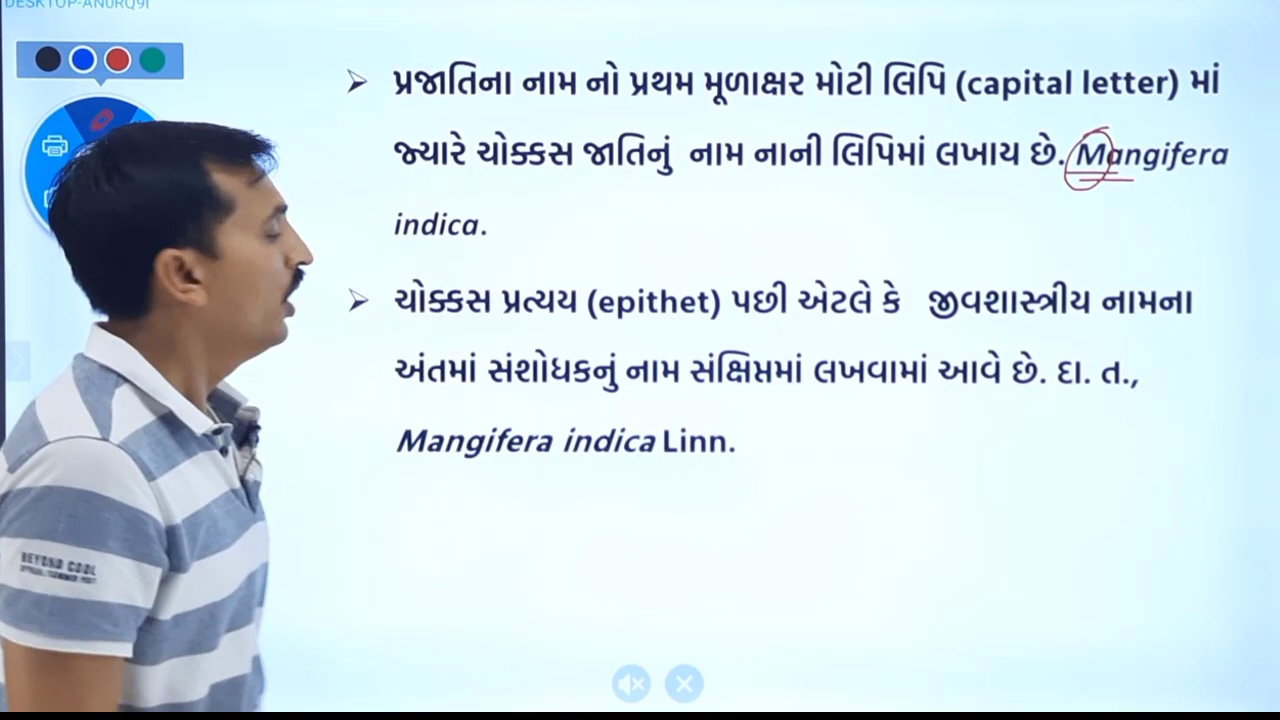 DESKTOP-AN0RQ9I
પ્રજાતિના નામ નો પ્રથમ મૂળાક્ષર મોટી લિપિ (capital letter) માં
જ્યારે ચોક્કસ જાતિનું નામ નાની લિપિમાં લખાય છે. Mangifera
indica.
ચોક્કસ પ્રત્યય (epithet) પછી એટલે કે જીવશાસ્ત્રીય નામના
અંતમાં સંશોધકનું નામ સંક્ષિપ્તમાં લખવામાં આવે છે. દા. ત.,
Mangifera indica Linn.
BEYOND COOL